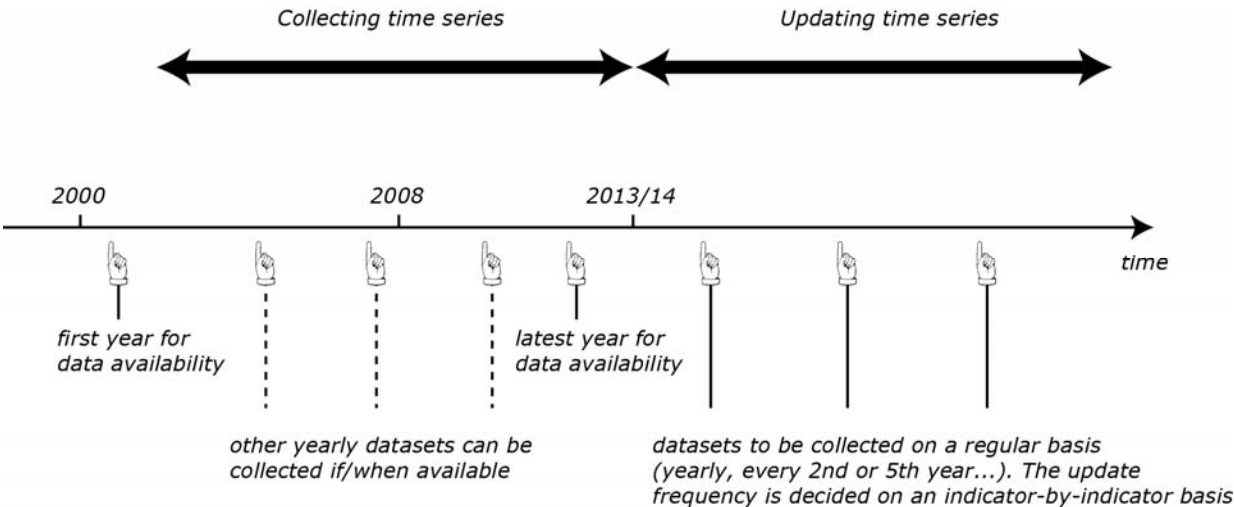 Collecting time series
Updating time series
2000
2008
2013/14
time
first year for
data availability
latest year for
data availability
other yearly datasets can be
collected if/when available
datasets to be collected on a regular basis
(yearly, every 2nd or 5th year...). The update
frequency is decided on an indicator-by-indicator basis